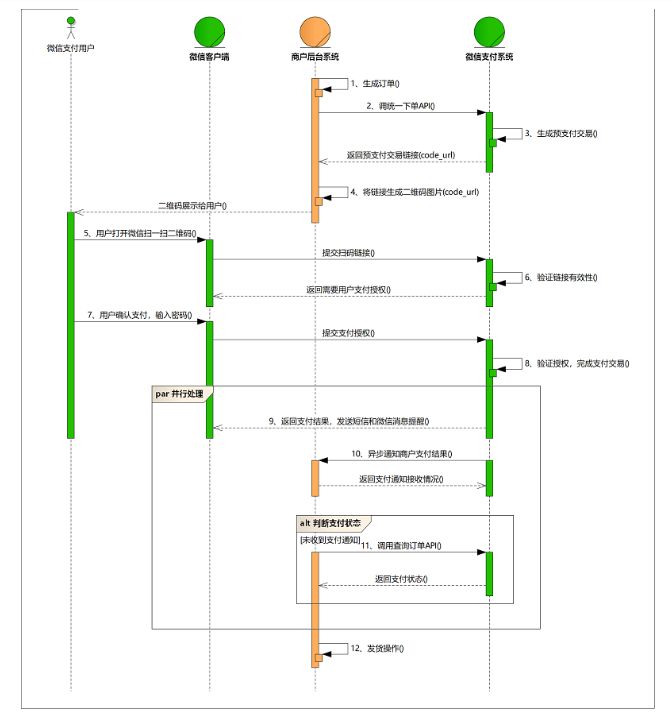 微信支付用户
微信客户端
商户后台系统
微信支付系统
1、生成订单()
2、调统一下单API()
3、生成预支付交易()
返回预支付交易链接(code_url)
4、将链接生成二维码图片(code_url)
二维码展示给用户()
5、用户打开微信扫一扫二维码()
提交扫码链接()
6、验证链接有效性()
返回需要用户支付授权()
7、用户确认支付，输入密码()
提交支付授权()
8、验证授权，完成支付交易()
par 并行处理
9、返回支付结果，发送短信和微信消息提醒()
10、异步通知商户支付结果()
返回支付通知接收情况()
alt 判断支付状态
[未收到支付通知]
11、调用查询订单API()
返回支付状态()
12、发货操作()